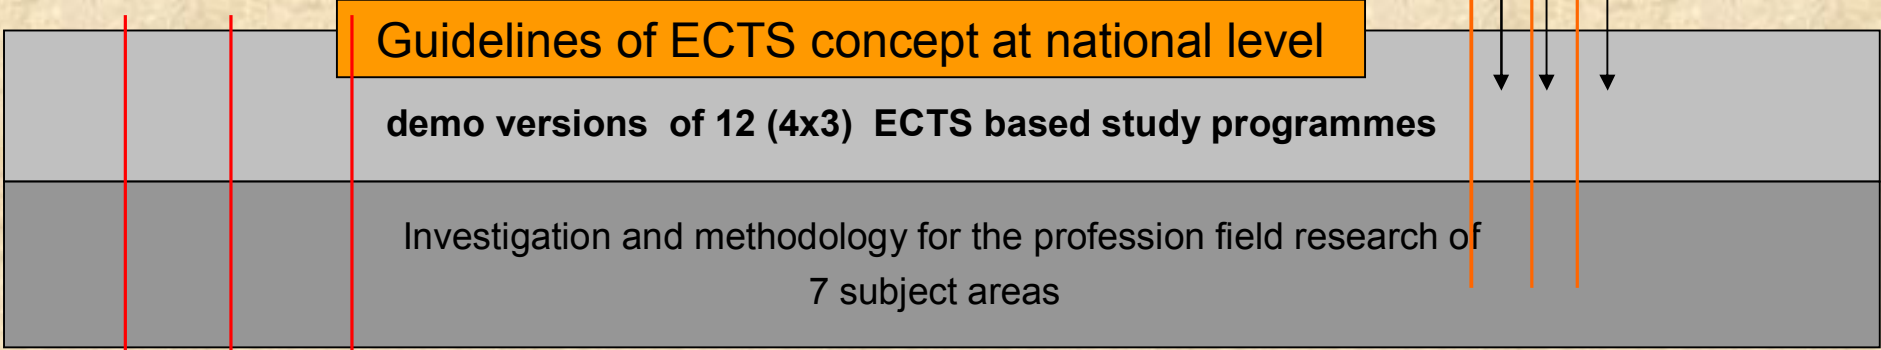 Guidelines of ECTS concept at national level
demo versions of 12 (4x3) ECTS based study programmes
Investigation and methodology for the profession field research of
7 subject areas